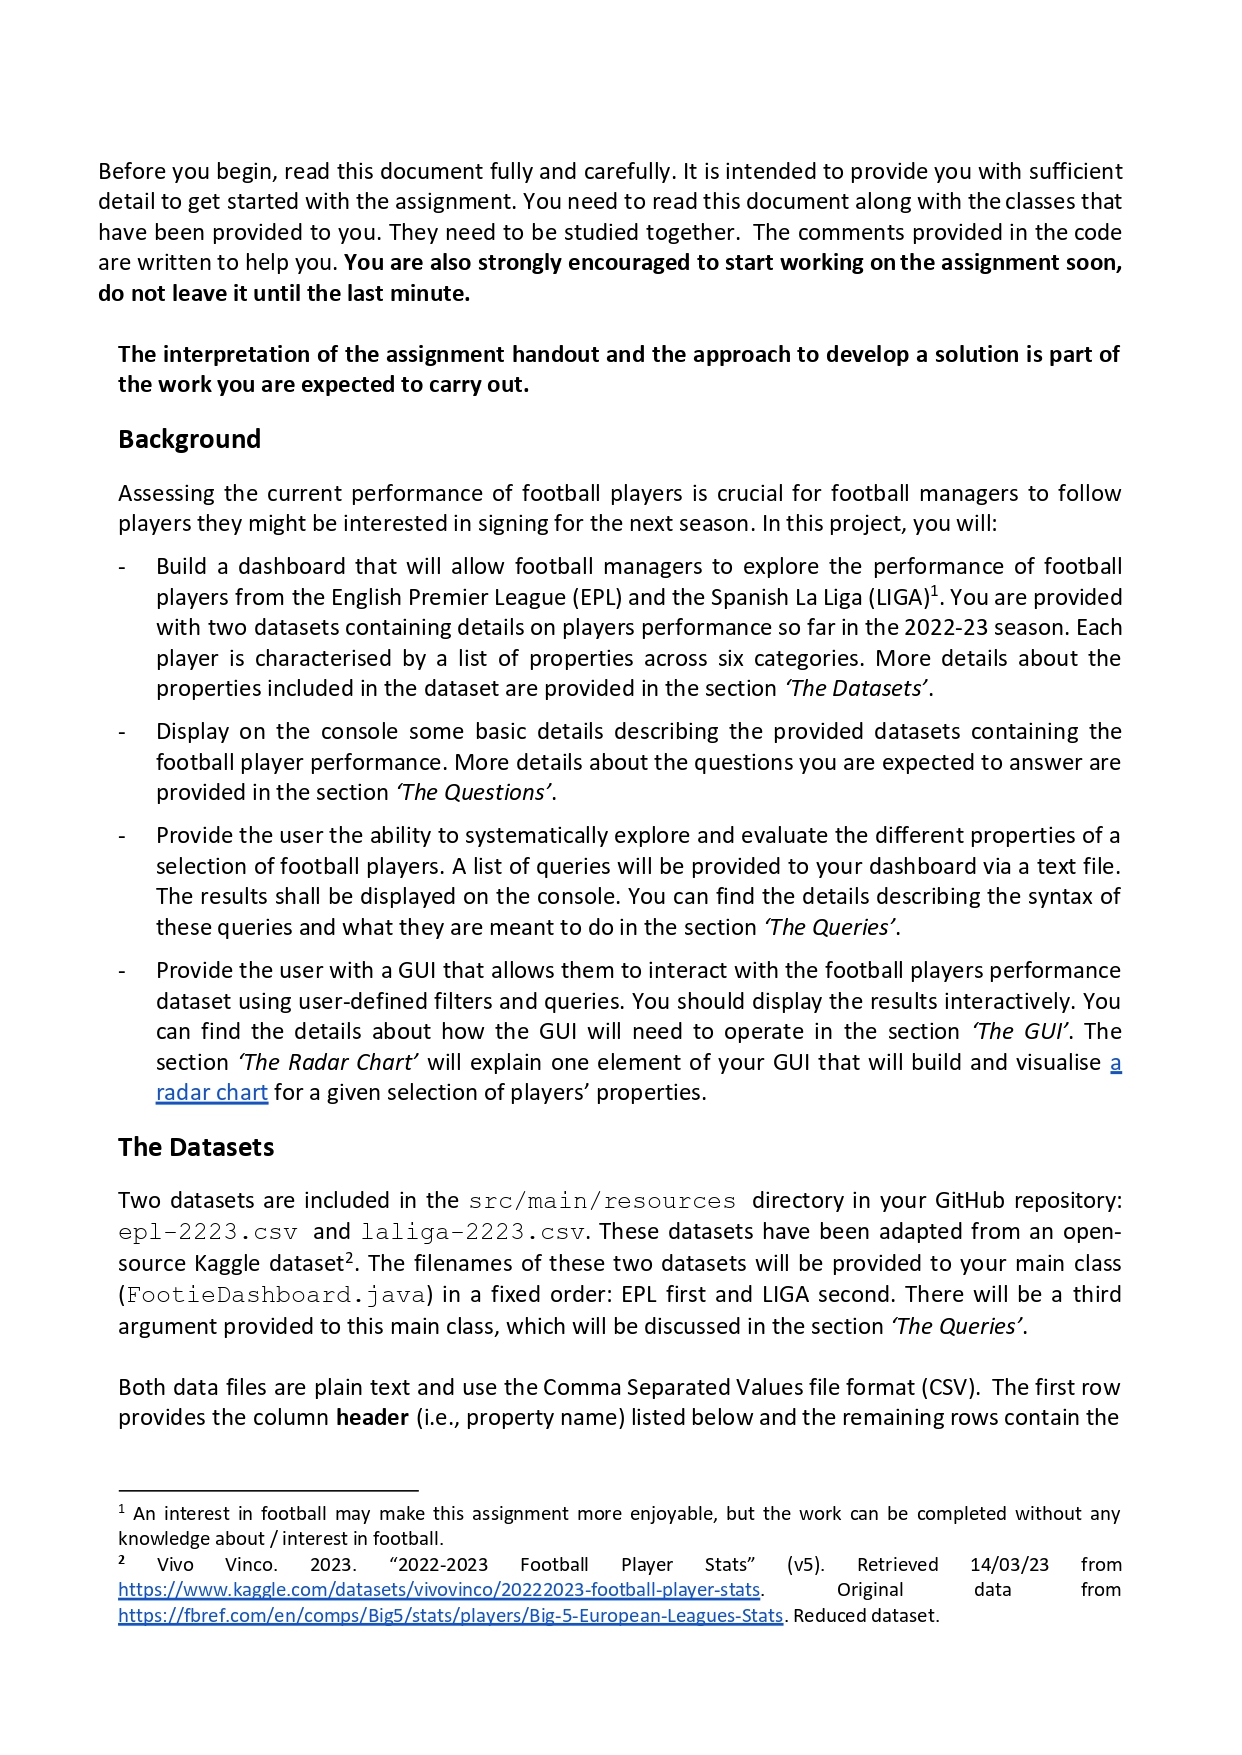 Before you begin, read this document fully and carefully. It is intended to provide you with sufficient
detail to get started with the assignment. You need to read this document along with the classes that
have been provided to you. They need to be studied together.  The comments provided in the code
are written to help you. You are also strongly encouraged to start working on the assignment soon,
do not leave it until the last minute.
The interpretation of the assignment handout and the approach to develop a solution is part of
the work you are expected to carry out.
Background
Assessing the current performance of football players is crucial for football managers to follow
players they might be interested in signing for the next season. In this project, you will:
- Build a dashboard that will allow football managers to explore the performance of football
players from the English Premier League (EPL) and the Spanish La Liga (LIGA)1. You are provided
with two datasets containing details on players performance so far in the 2022-23 season. Each
player is characterised by a list of properties across six categories. More details about the
properties included in the dataset are provided in the section ‘The Datasets’.
- Display on the console some basic details describing the provided datasets containing the
football player performance. More details about the questions you are expected to answer are
provided in the section ‘The Questions’.
- Provide the user the ability to systematically explore and evaluate the different properties of a
selection of football players. A list of queries will be provided to your dashboard via a text file.
The results shall be displayed on the console. You can find the details describing the syntax of
these queries and what they are meant to do in the section ‘The Queries’.
- Provide the user with a GUI that allows them to interact with the football players performance
dataset using user-defined filters and queries. You should display the results interactively. You
can find the details about how the GUI will need to operate in the section ‘The GUI’. The
section ‘The Radar Chart’ will explain one element of your GUI that will build and visualise a
radar chart for a given selection of players’ properties.
The Datasets
Two datasets are included in the src/main/resources directory in your GitHub repository:
epl-2223.csv and laliga-2223.csv. These datasets have been adapted from an open-
source Kaggle dataset2. The filenames of these two datasets will be provided to your main class
(FootieDashboard.java) in a fixed order: EPL first and LIGA second. There will be a third
argument provided to this main class, which will be discussed in the section ‘The Queries’.
Both data files are plain text and use the Comma Separated Values file format (CSV).  The first row
provides the column header (i.e., property name) listed below and the remaining rows contain the
1 An interest in football may make this assignment more enjoyable, but the work can be completed without any
knowledge about / interest in football.
2 Vivo Vinco. 2023. “2022-2023 Football Player Stats” (v5). Retrieved 14/03/23 from
https://www.kaggle.com/datasets/vivovinco/20222023-football-player-stats. Original data from
https://fbref.com/en/comps/Big5/stats/players/Big-5-European-Leagues-Stats. Reduced dataset.